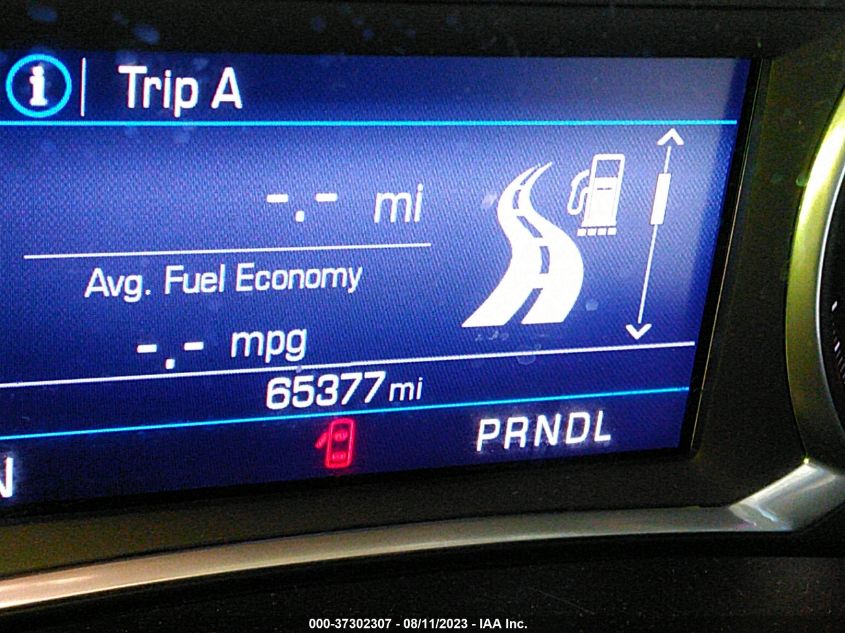 i Trip A
-.- mi
Avg. Fuel Economy
-.- mpg
65377 mi
PRNDL
N
000-37302307 - 08/11/2023 - IAA Inc.